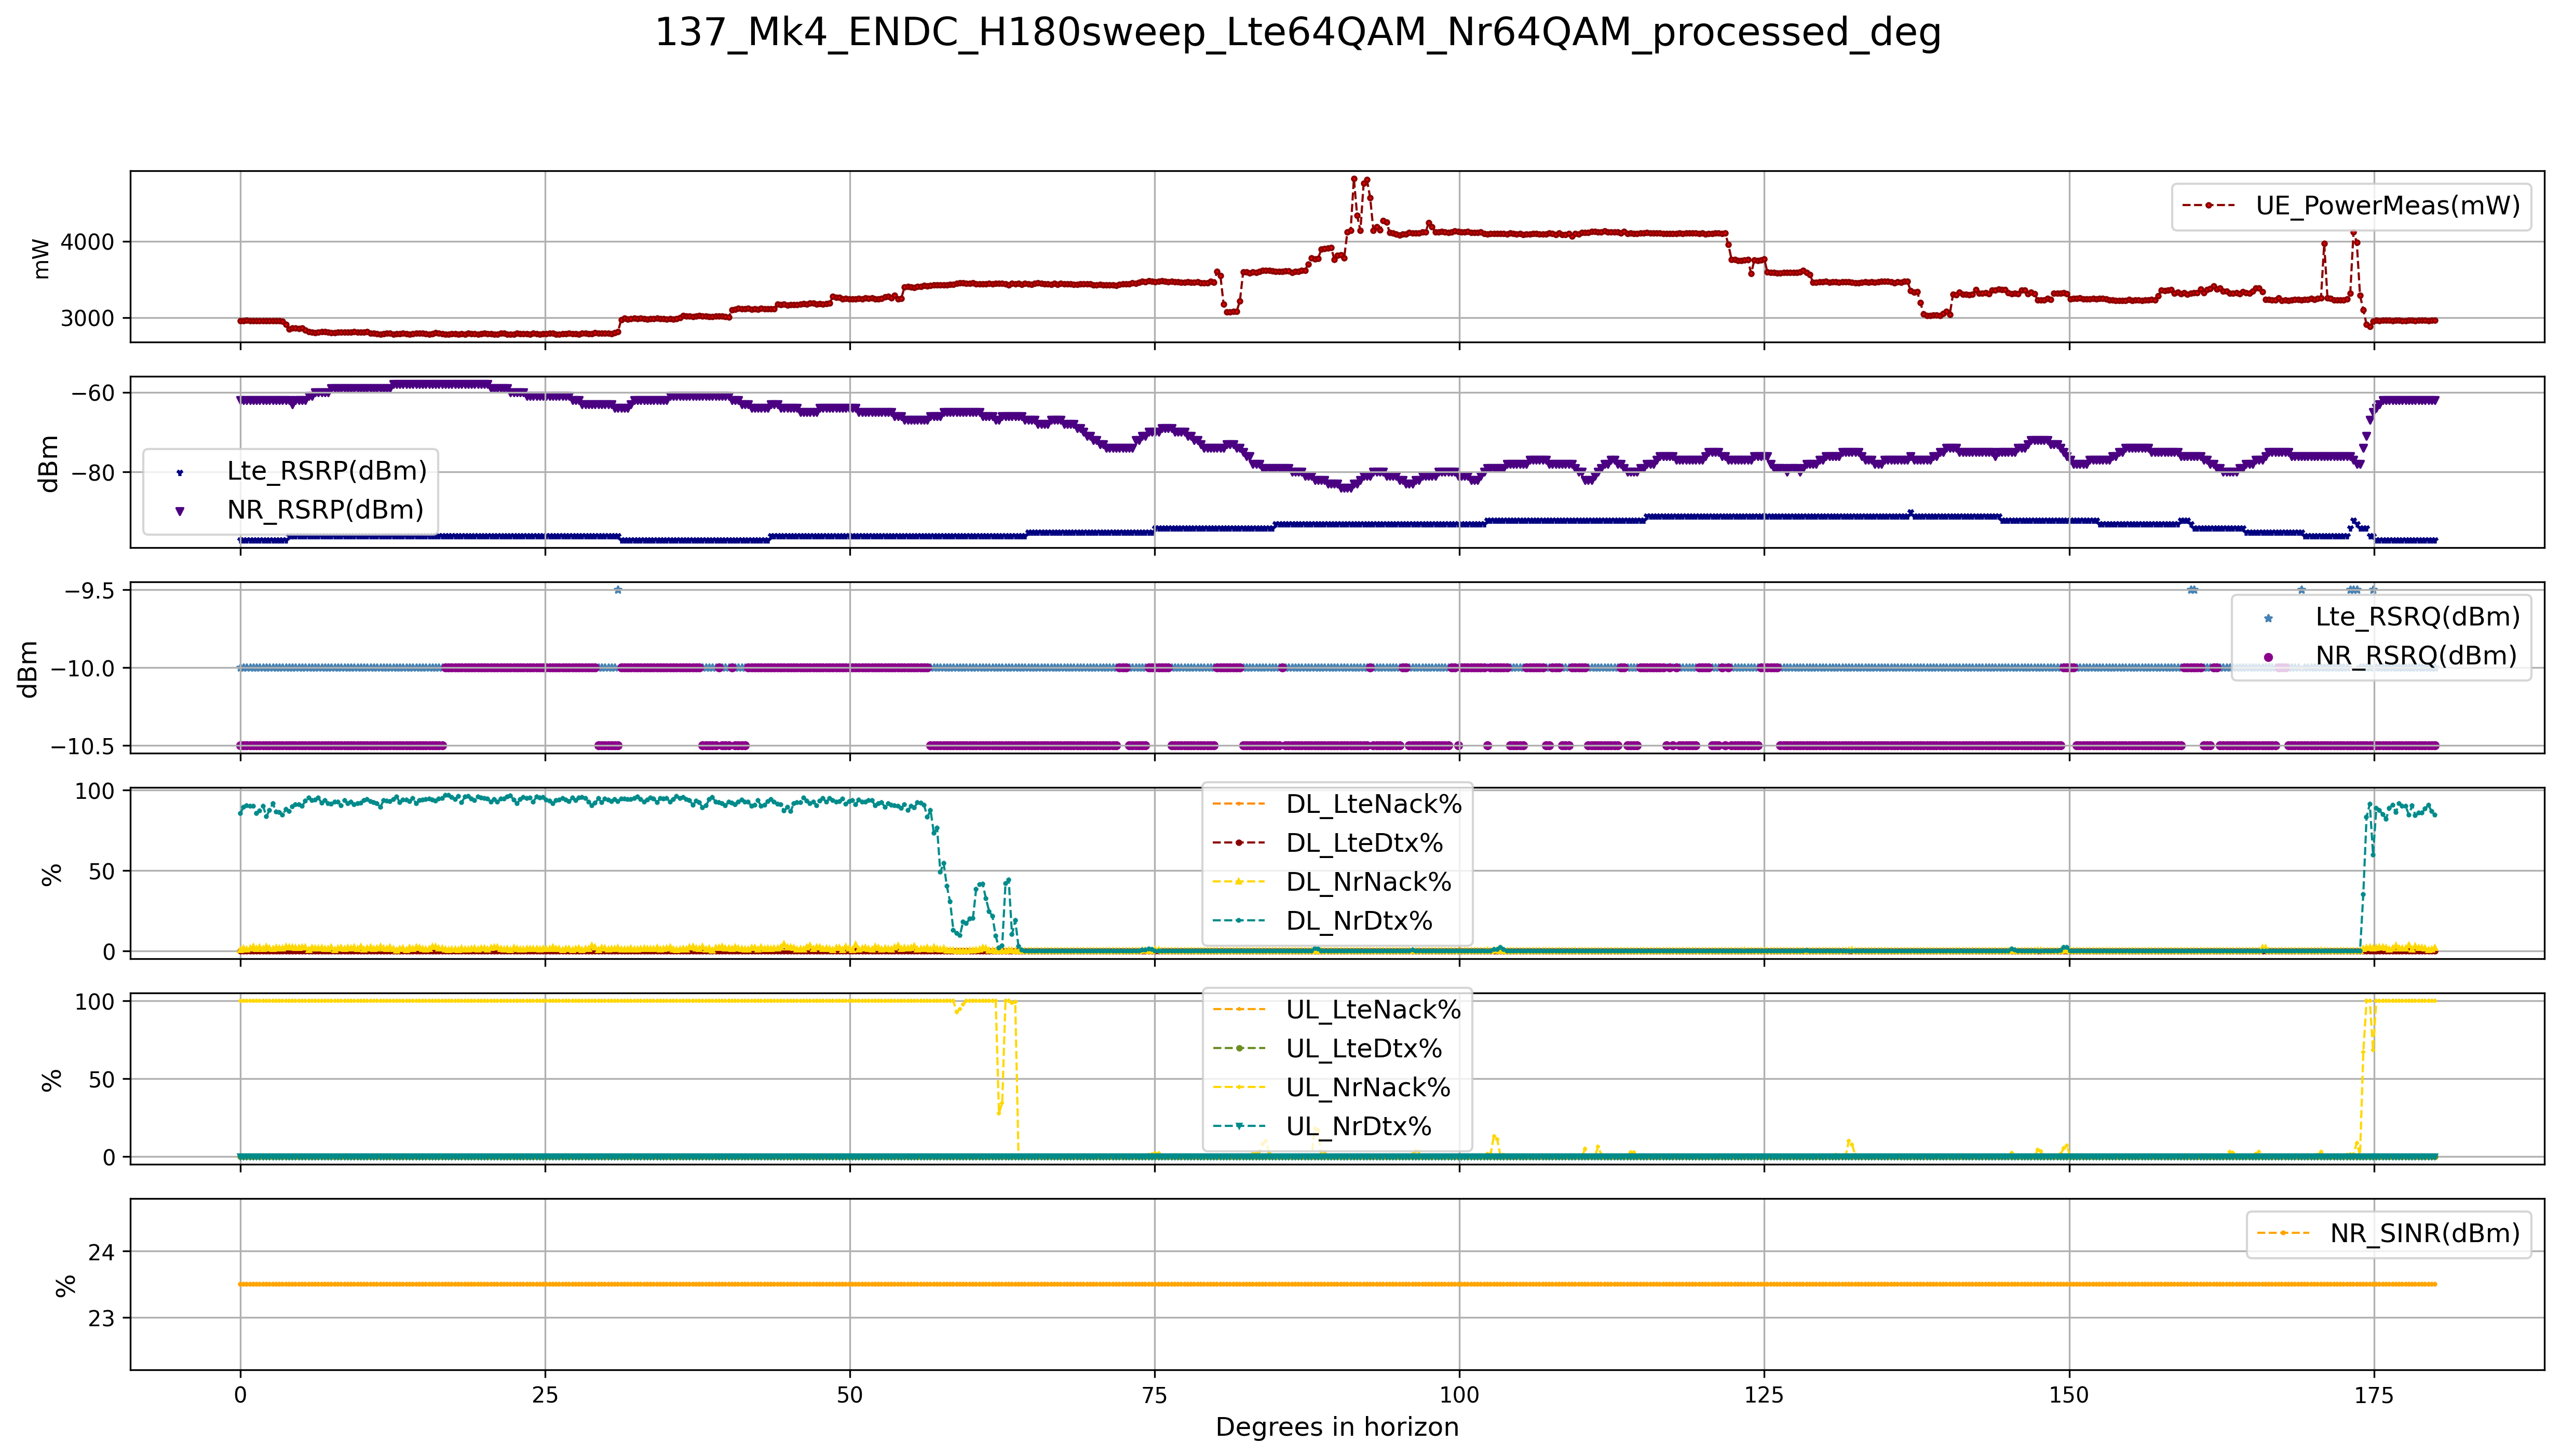 137_Mk4_ENDC_H180sweep_Lte64QAM_Nr64QAM_processed_deg
mW
4000
3000
UE_PowerMeas(mW)
dBm
−60
−80
Lte_RSRP(dBm)
NR_RSRP(dBm)
dBm
−9.5
−10.0
−10.5
Lte_RSRQ(dBm)
NR_RSRQ(dBm)
%
100
50
0
DL_LteNack%
DL_LteDtx%
DL_NrNack%
DL_NrDtx%
%
100
50
0
UL_LteNack%
UL_LteDtx%
UL_NrNack%
UL_NrDtx%
%
24
23
NR_SINR(dBm)
0 25 50 75 100 125 150 175
Degrees in horizon